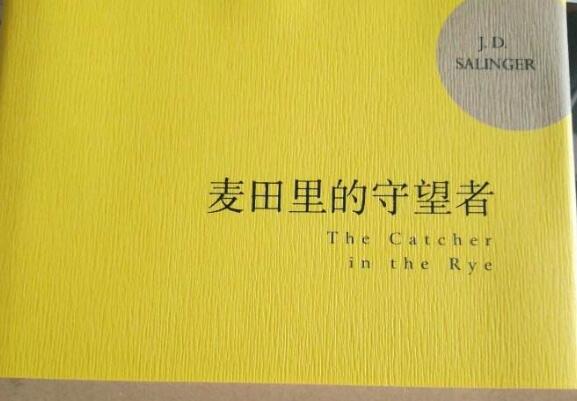 J. D.
SALINGER
麦田里的守望者
The Catcher
in the Rye